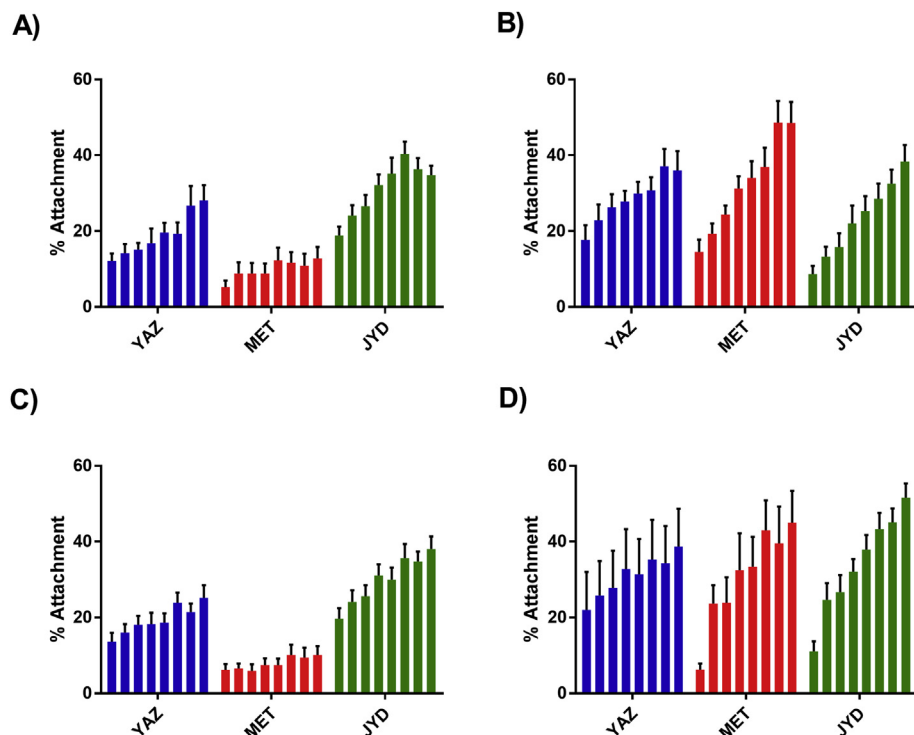 A)
% Attachment
60
40
20
0
YAZ
MET
JYD
B)
% Attachment
60
40
20
0
YAZ
MET
JYD
C)
% Attachment
60
40
20
0
YAZ
MET
JYD
D)
% Attachment
60
40
20
0
YAZ
MET
JYD